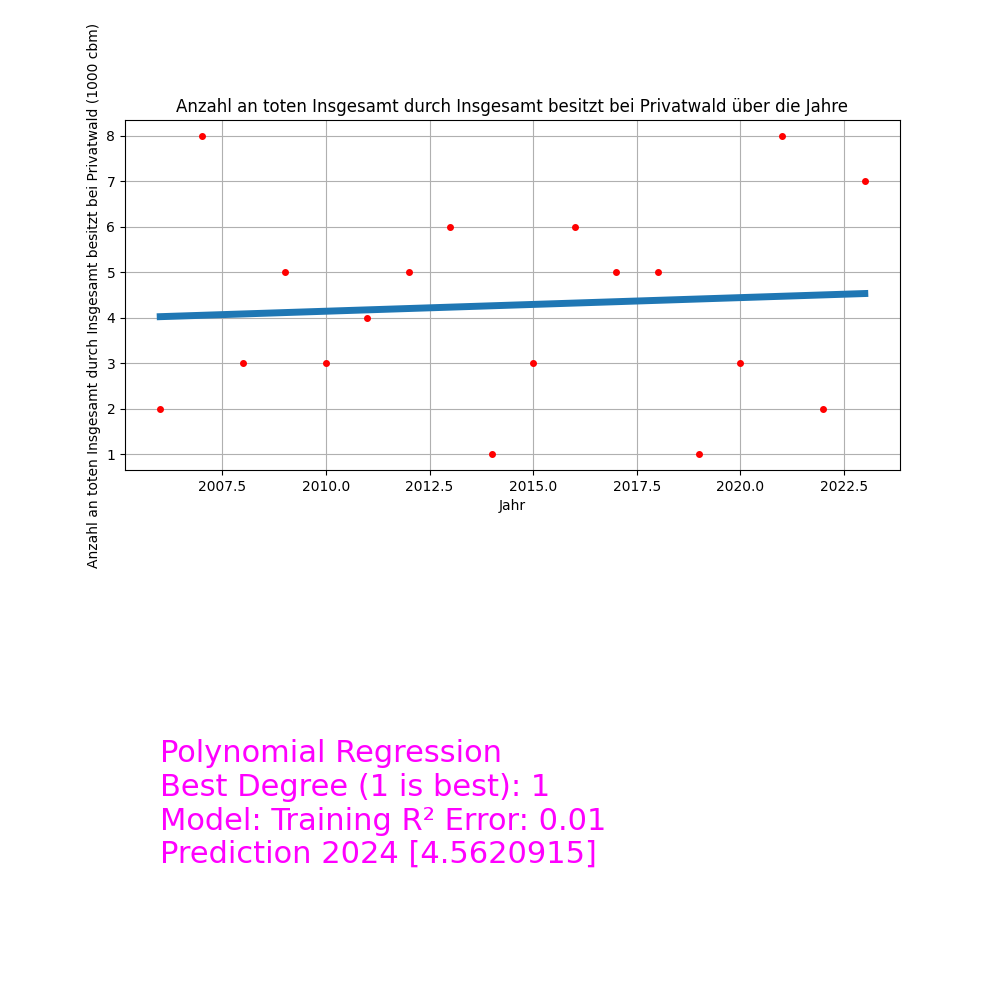 Anzahl an toten Insgesamt durch Insgesamt besitzt bei Privatwald über die Jahre
Anzahl an toten Insgesamt durch Insgesamt besitzt bei Privatwald (1000 cbm)
8
7
6
5
4
3
2
1
2007.5 2010.0 2012.5 2015.0 2017.5 2020.0 2022.5
Jahr
Polynomial Regression
Best Degree (1 is best): 1
Model: Training R² Error: 0.01
Prediction 2024 [4.5620915]